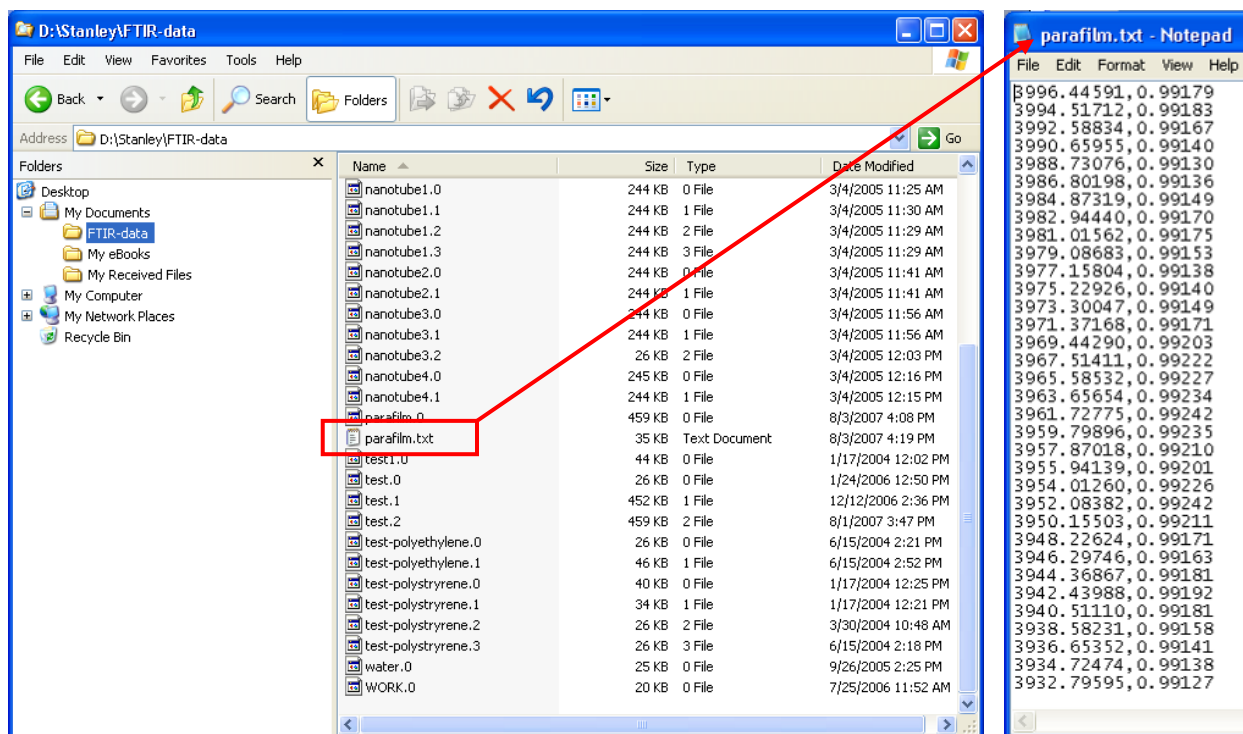 D:\Stanley\FTIR-data
File Edit View Favorites Tools Help
Back Search Folders
Address D:\Stanley\FTIR-data Go
Folders x
Desktop
My Documents
FTIR-data
My eBooks
My Received Files
My Computer
My Network Places
Recycle Bin
Name Size Type Date Modified
nanotube1.0 244 KB 0 File 3/4/2005 11:25 AM
nanotube1.1 244 KB 1 File 3/4/2005 11:30 AM
nanotube1.2 244 KB 2 File 3/4/2005 11:29 AM
nanotube1.3 244 KB 3 File 3/4/2005 11:29 AM
nanotube2.0 244 KB 0 File 3/4/2005 11:41 AM
nanotube2.1 244 KB 1 File 3/4/2005 11:41 AM
nanotube3.0 244 KB 0 File 3/4/2005 11:56 AM
nanotube3.1 244 KB 1 File 3/4/2005 11:56 AM
nanotube3.2 26 KB 2 File 3/4/2005 12:03 PM
nanotube4.0 245 KB 0 File 3/4/2005 12:16 PM
nanotube4.1 244 KB 1 File 3/4/2005 12:15 PM
parafilm.0 459 KB 0 File 8/3/2007 4:08 PM
parafilm.txt 35 KB Text Document 8/3/2007 4:19 PM
test1.0 44 KB 0 File 1/17/2004 12:02 PM
test.0 26 KB 0 File 1/24/2006 12:50 PM
test.1 452 KB 1 File 12/12/2006 2:36 PM
test.2 459 KB 2 File 8/1/2007 3:47 PM
test-polyethylene.0 26 KB 0 File 6/15/2004 2:21 PM
test-polyethylene.1 46 KB 1 File 6/15/2004 2:52 PM
test-polystryrene.0 40 KB 0 File 1/17/2004 12:25 PM
test-polystryrene.1 34 KB 1 File 1/17/2004 12:21 PM
test-polystryrene.2 26 KB 2 File 3/30/2004 10:48 AM
test-polystryrene.3 26 KB 3 File 6/15/2004 2:18 PM
water.0 25 KB 0 File 9/26/2005 2:25 PM
WORK.0 20 KB 0 File 7/25/2006 11:52 AM
parafilm.txt - Notepad
File Edit Format View Help
3996.44591,0.99179
3994.51712,0.99183
3992.58834,0.99167
3990.65955,0.99140
3988.73076,0.99130
3986.80198,0.99136
3984.87319,0.99149
3982.94440,0.99170
3981.01562,0.99175
3979.08683,0.99153
3977.15804,0.99138
3975.22926,0.99140
3973.30047,0.99149
3971.37168,0.99171
3969.44290,0.99203
3967.51411,0.99222
3965.58532,0.99227
3963.65654,0.99234
3961.72775,0.99242
3959.79896,0.99235
3957.87018,0.99210
3955.94139,0.99201
3954.01260,0.99226
3952.08382,0.99242
3950.15503,0.99211
3948.22624,0.99171
3946.29746,0.99163
3944.36867,0.99181
3942.43988,0.99192
3940.51110,0.99181
3938.58231,0.99158
3936.65352,0.99141
3934.72474,0.99138
3932.79595,0.99127